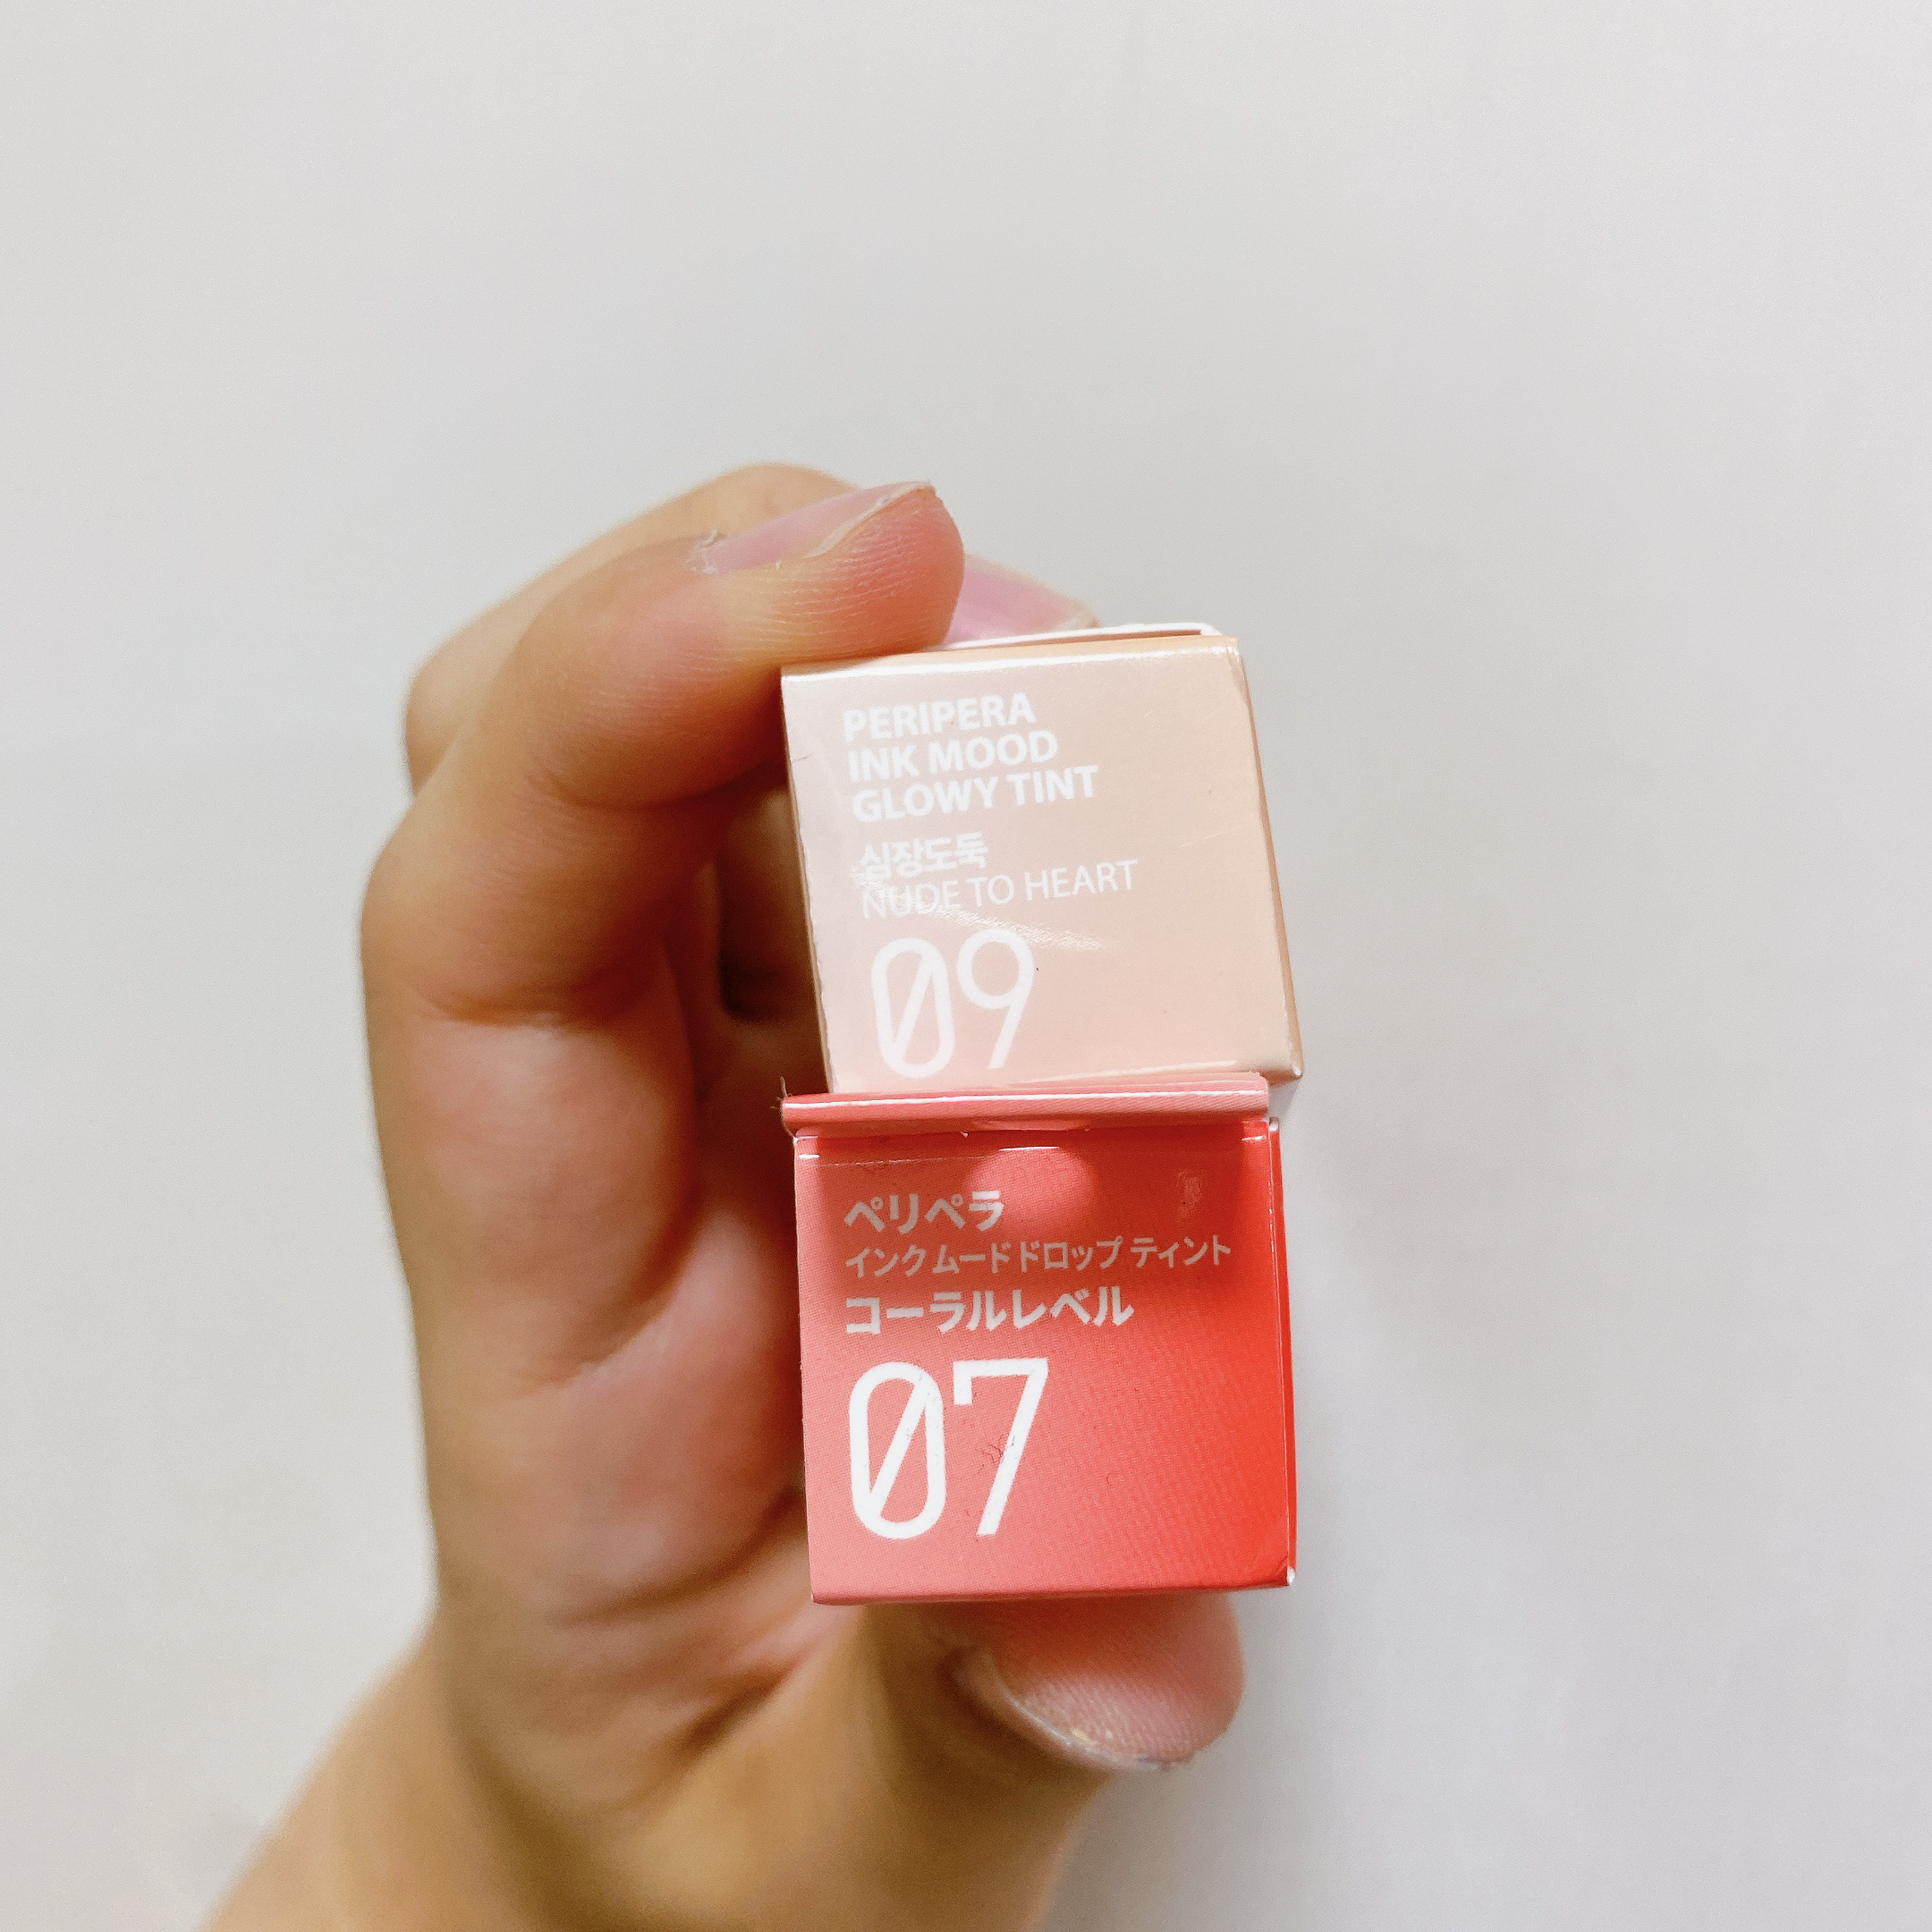 PERIPERA
INK MOOD
GLOWY TINT
심장도둑
NUDE TO HEART
09
ペリペラ
インクムードドロップ ティント
コーラルレベル
07